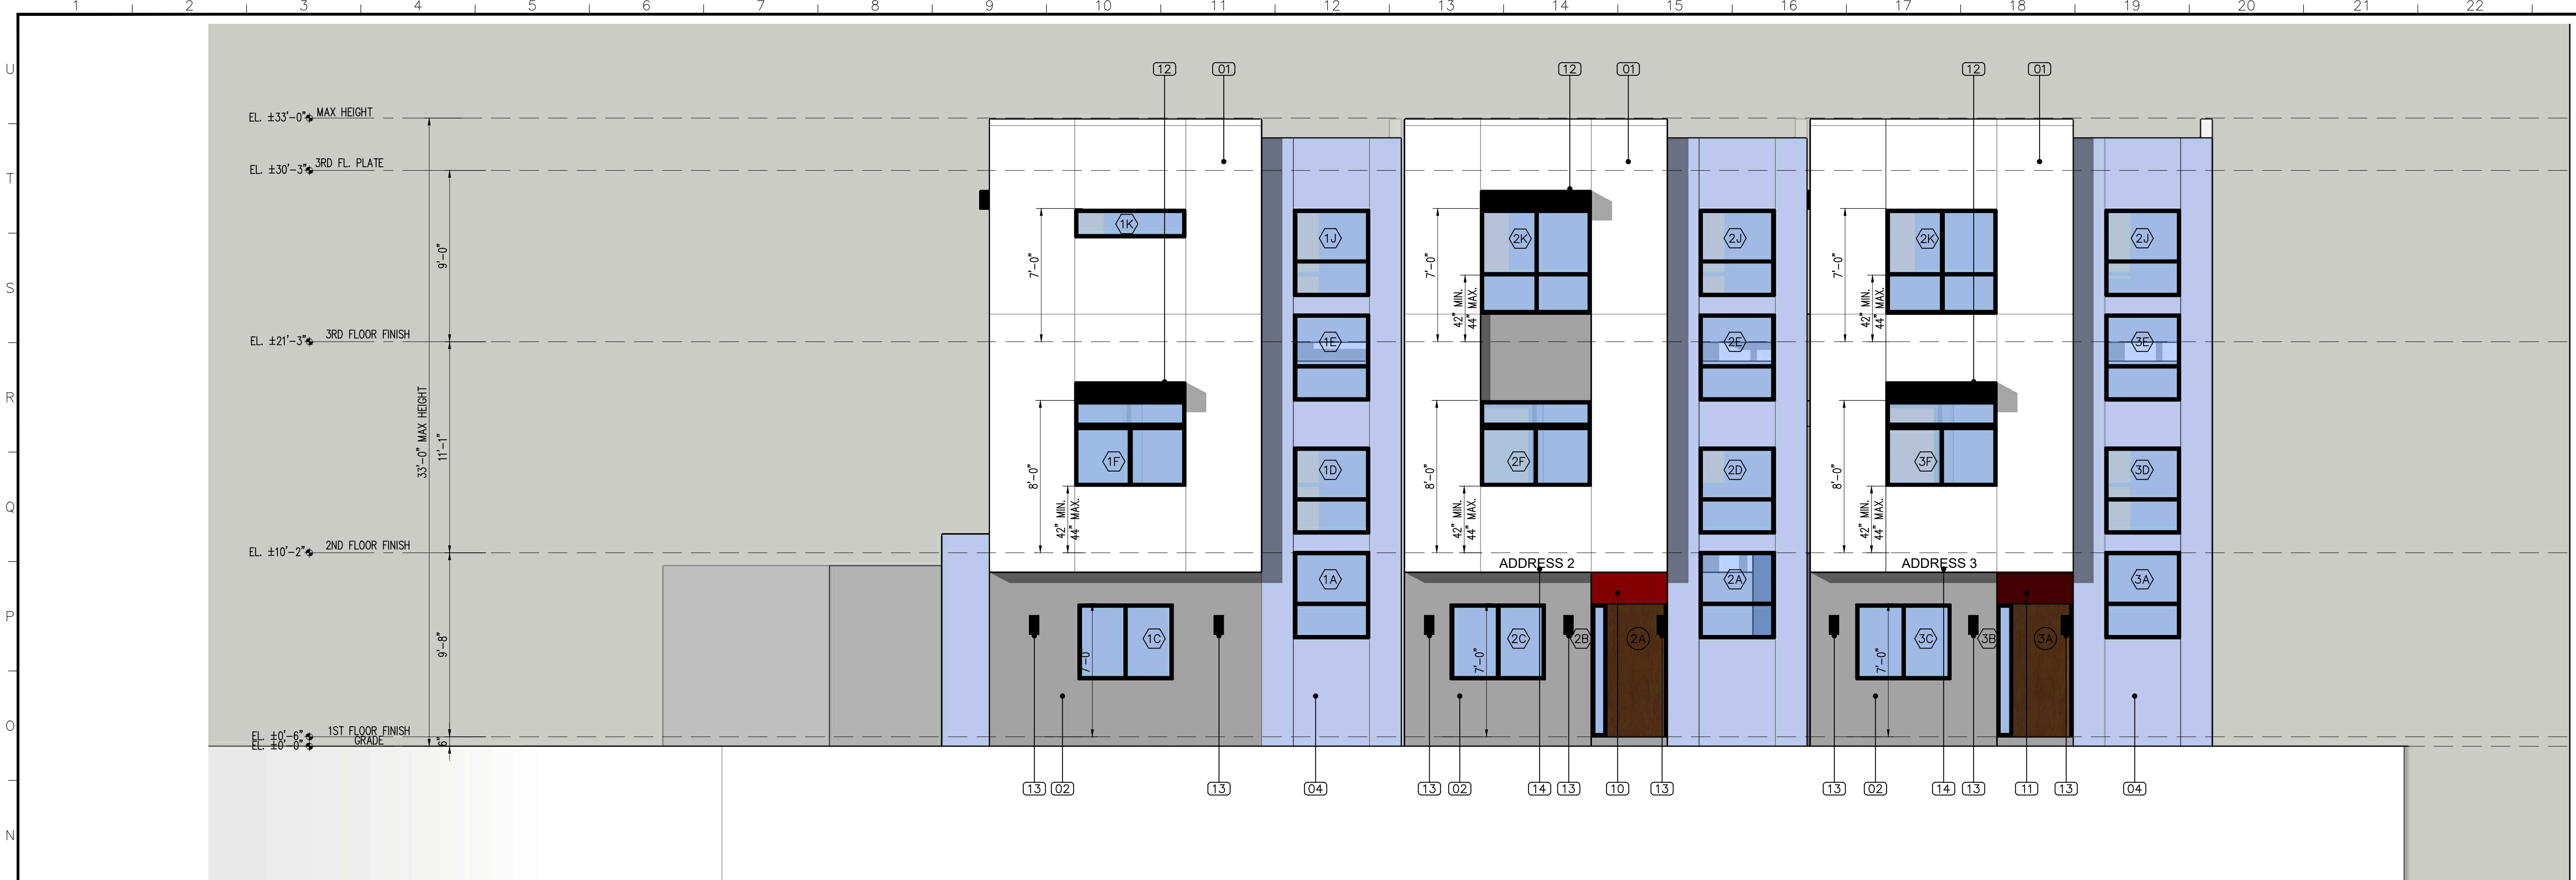 1 2 3 4 5 6 7 8 9 10 11 12 13 14 15 16 17 18 19 20 21 22
U
12 01 12 01 12 01
EL. ±33'-0" MAX HEIGHT
EL. ±30'-3" 3RD FL. PLATE
T
1K 1J 2K 2J 2K 2J
9'-0" 7'-0" 7'-0" 7'-0"
S
42" MIN.
44" MAX.
42" MIN.
44" MAX.
EL. ±21'-3" 3RD FLOOR FINISH
1E 2E 3E
R
33'-0" MAX HEIGHT
11'-1"
1F 1D 2F 2D 3F 3D
8'-0" 8'-0" 8'-0"
Q
42" MIN.
44" MAX.
42" MIN.
44" MAX.
42" MIN.
44" MAX.
EL. ±10'-2" 2ND FLOOR FINISH
ADDRESS 2 ADDRESS 3
1A 2A 3A
P
9'-8"
1C 2C 2B 2A 3C 3B 3A
7'-0 7'-0" 7'-0"
O
EL. ±0'-6" 1ST FLOOR FINISH
EL. ±0'-0" GRADE
6"
13 02 13 04 13 02 14 13 10 13 13 02 14 13 11 13 04
N